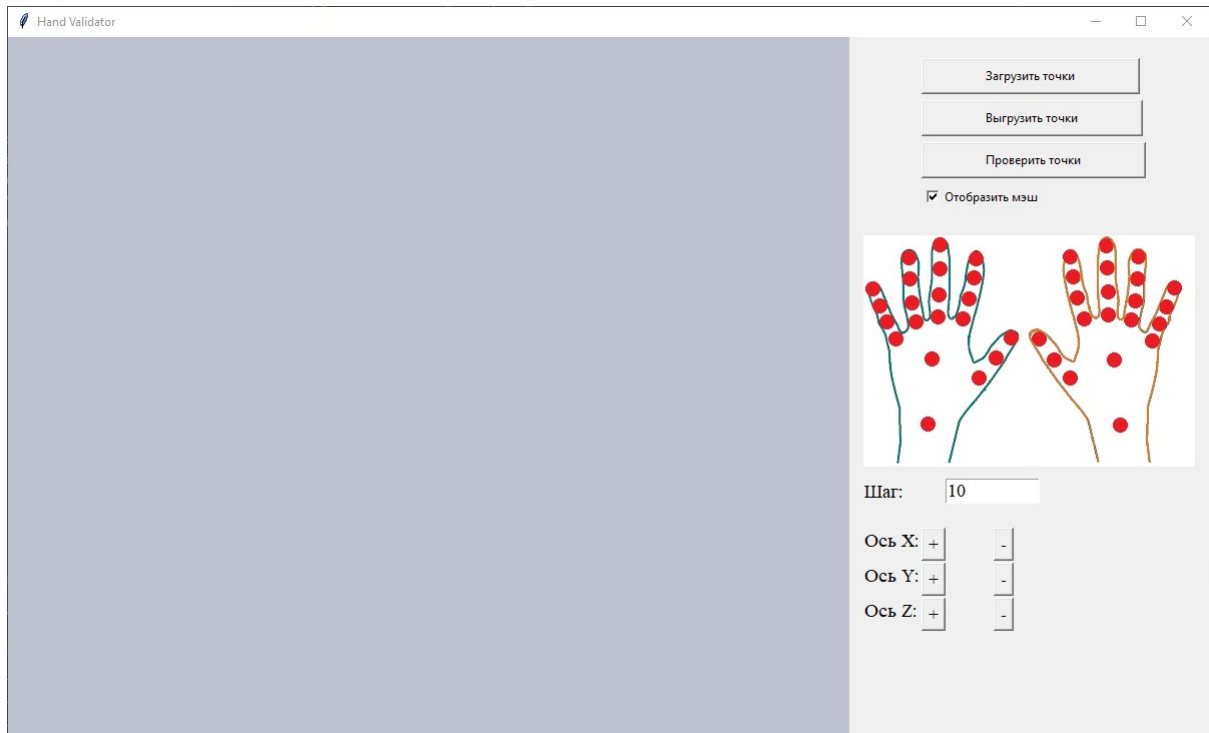 Hand Validator
Загрузить точки
Выгрузить точки
Проверить точки
Отобразить мэш
Шаг: 10
Ось X: + -
Ось Y: + -
Ось Z: + -